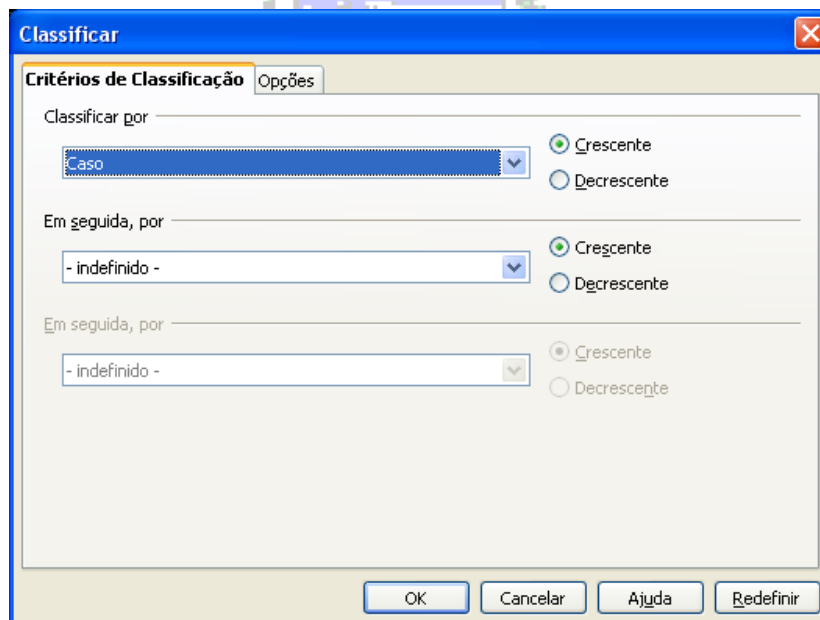 Classificar
Critérios de Classificação Opções
Classificar por
Caso
Crescente
Decrescente
Em seguida, por
- indefinido -
Crescente
Decrescente
Em seguida, por
- indefinido -
Crescente
Decrescente
OK Cancelar Ajuda Redefinir